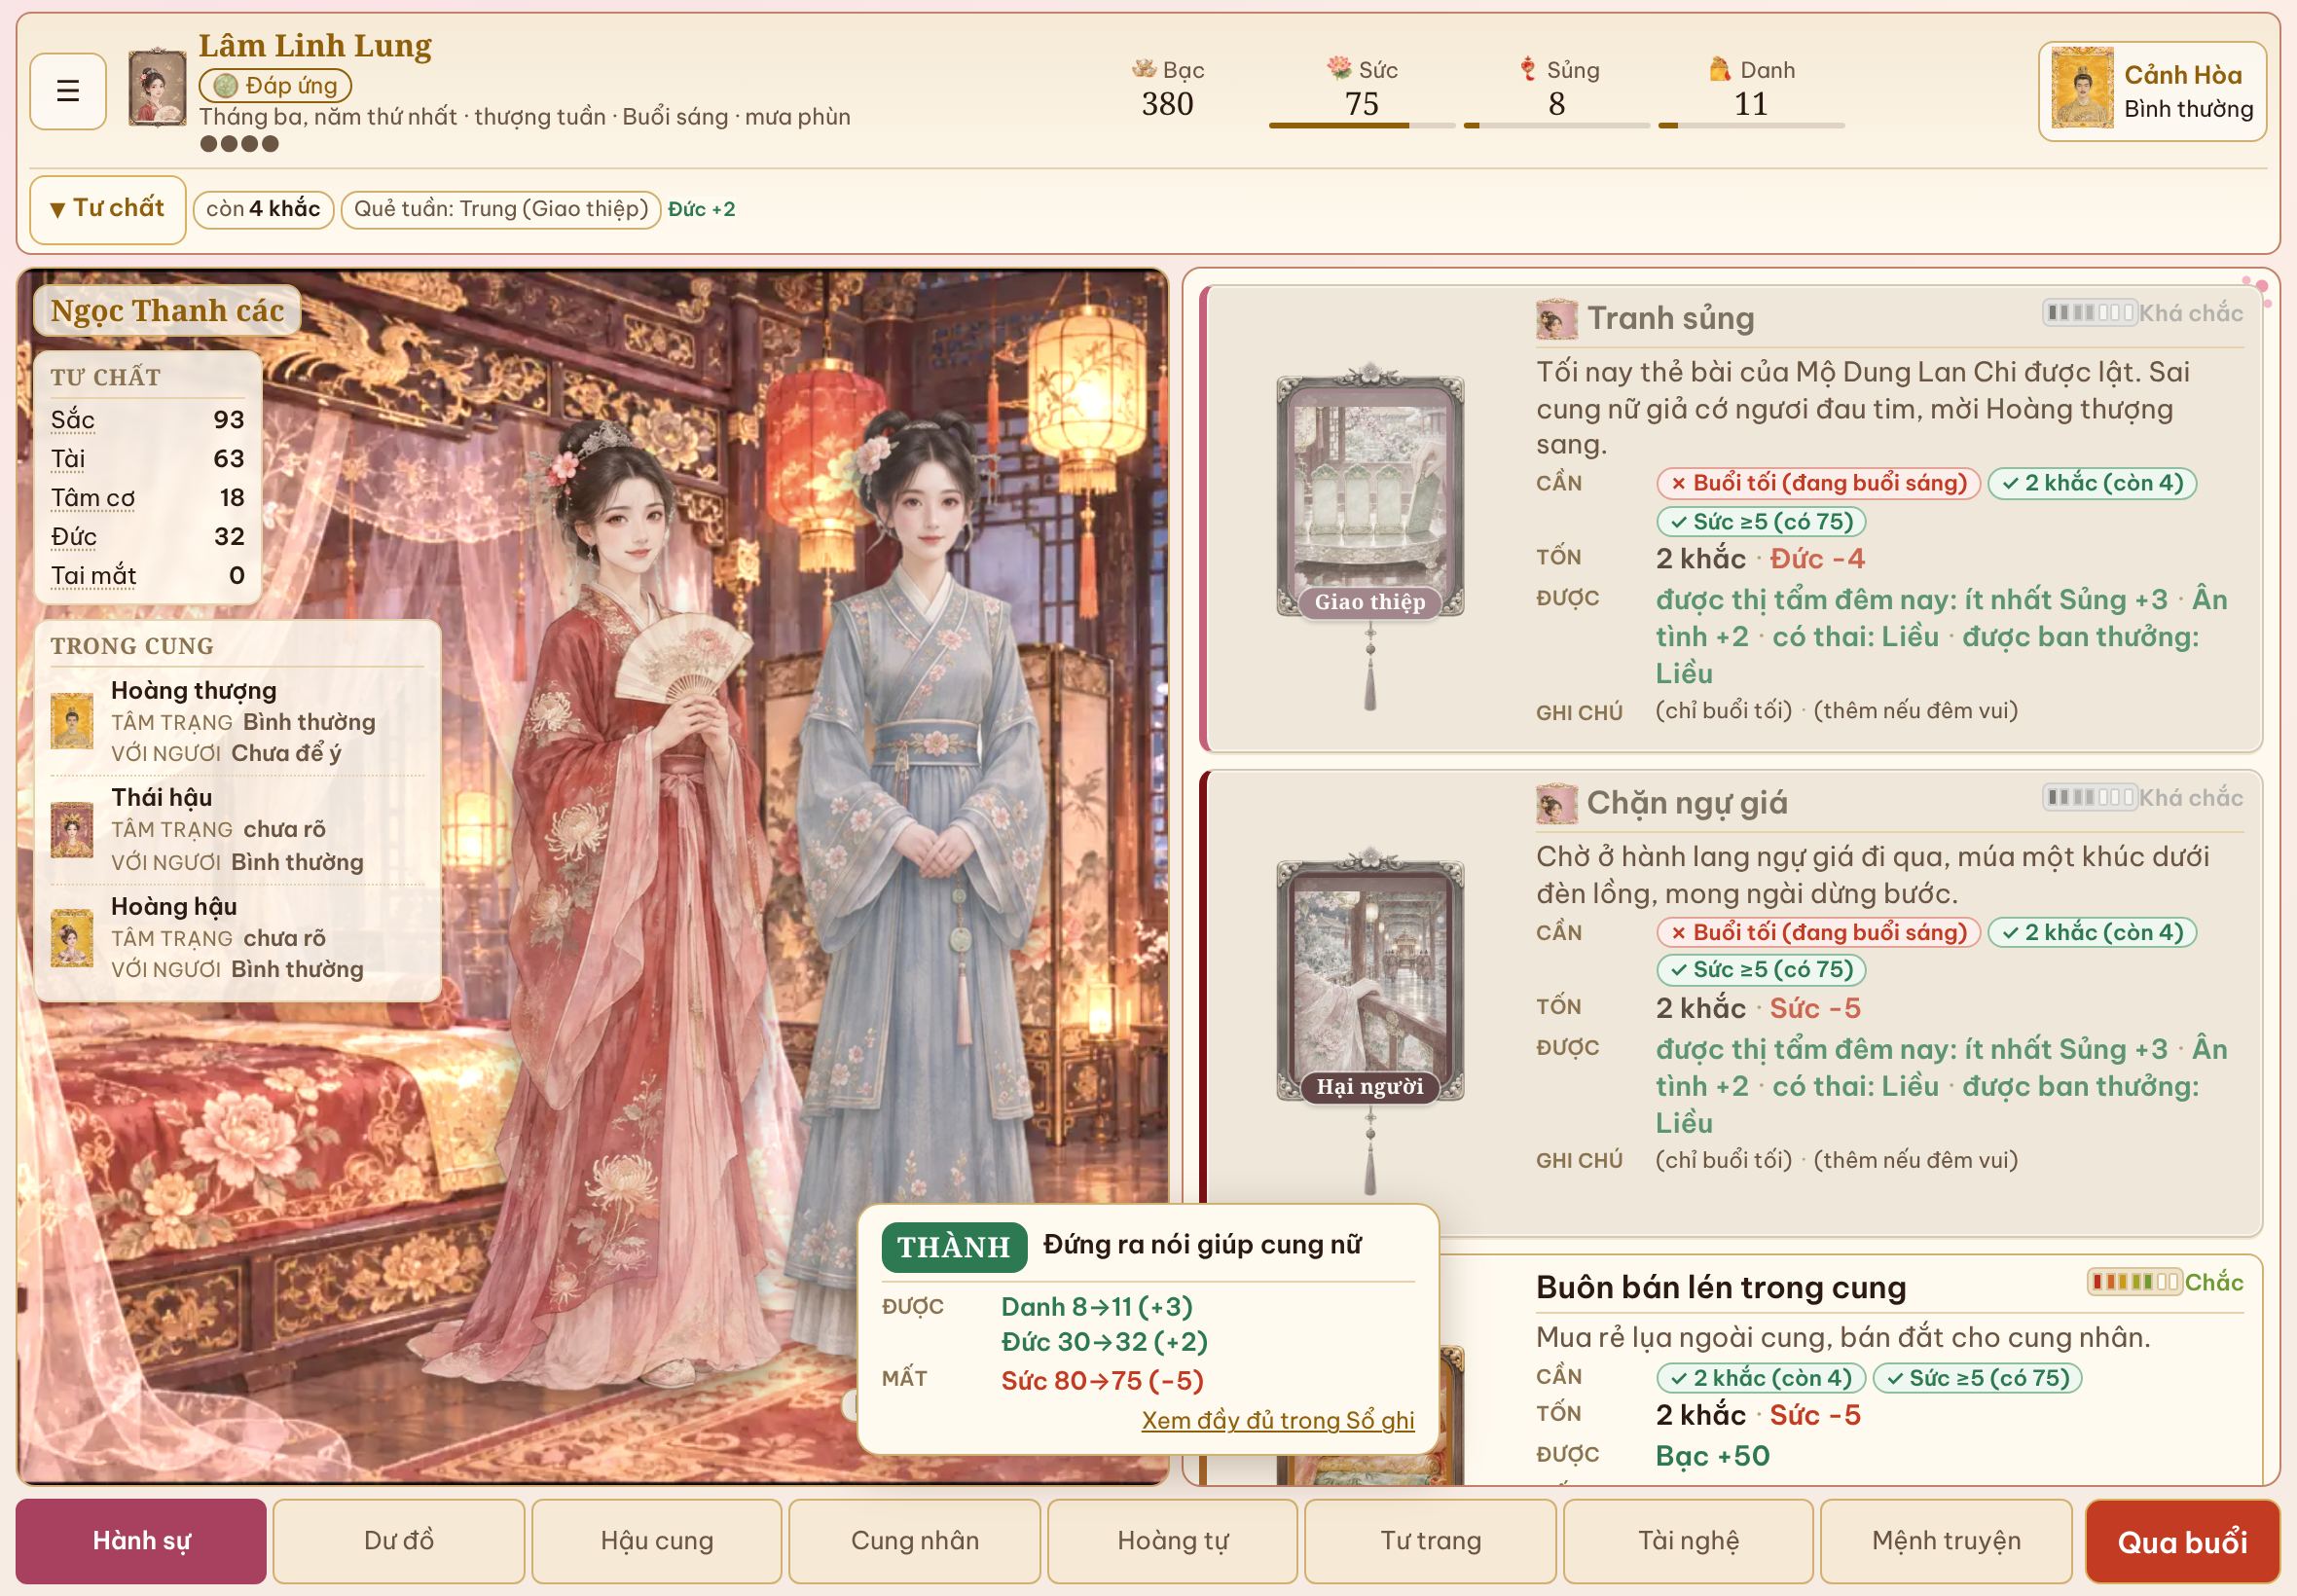 ☰
Lâm Linh Lung
Đáp ứng
Tháng ba, năm thứ nhất · thượng tuần · Buổi sáng · mưa phùn
Bạc
380
Sức
75
Sủng
8
Danh
11
Cảnh Hòa
Bình thường
▼ Tư chất
còn 4 khắc
Quẻ tuần: Trung (Giao thiệp)
Đức +2
Ngọc Thanh các
TƯ CHẤT
Sắc 93
Tài 63
Tâm cơ 18
Đức 32
Tai mắt 0
TRONG CUNG
Hoàng thượng
TÂM TRẠNG Bình thường
VỚI NGƯƠI Chưa để ý
Thái hậu
TÂM TRẠNG chưa rõ
VỚI NGƯƠI Bình thường
Hoàng hậu
TÂM TRẠNG chưa rõ
VỚI NGƯƠI Bình thường
Giao thiệp
Tranh sủng
Khá chắc
Tối nay thẻ bài của Mộ Dung Lan Chi được lật. Sai
cung nữ giả cớ ngươi đau tim, mời Hoàng thượng
sang.
CẦN × Buổi tối (đang buổi sáng) ✓ 2 khắc (còn 4)
✓ Sức ≥5 (có 75)
TỐN 2 khắc · Đức -4
ĐƯỢC được thị tẩm đêm nay: ít nhất Sủng +3 · Ân
tình +2 · có thai: Liều · được ban thưởng:
Liều
GHI CHÚ (chỉ buổi tối) · (thêm nếu đêm vui)
Hại người
Chặn ngự giá
Khá chắc
Chờ ở hành lang ngự giá đi qua, múa một khúc dưới
đèn lồng, mong ngài dừng bước.
CẦN × Buổi tối (đang buổi sáng) ✓ 2 khắc (còn 4)
✓ Sức ≥5 (có 75)
TỐN 2 khắc · Sức -5
ĐƯỢC được thị tẩm đêm nay: ít nhất Sủng +3 · Ân
tình +2 · có thai: Liều · được ban thưởng:
Liều
GHI CHÚ (chỉ buổi tối) · (thêm nếu đêm vui)
Buôn bán lén trong cung
Chắc
Mua rẻ lụa ngoài cung, bán đắt cho cung nhân.
CẦN ✓ 2 khắc (còn 4) ✓ Sức ≥5 (có 75)
TỐN 2 khắc · Sức -5
ĐƯỢC Bạc +50
THÀNH Đứng ra nói giúp cung nữ
ĐƯỢC Danh 8→11 (+3)
Đức 30→32 (+2)
MẤT Sức 80→75 (-5)
Xem đầy đủ trong Sổ ghi
Hành sự
Dư đồ
Hậu cung
Cung nhân
Hoàng tự
Tư trang
Tài nghệ
Mệnh truyện
Qua buổi